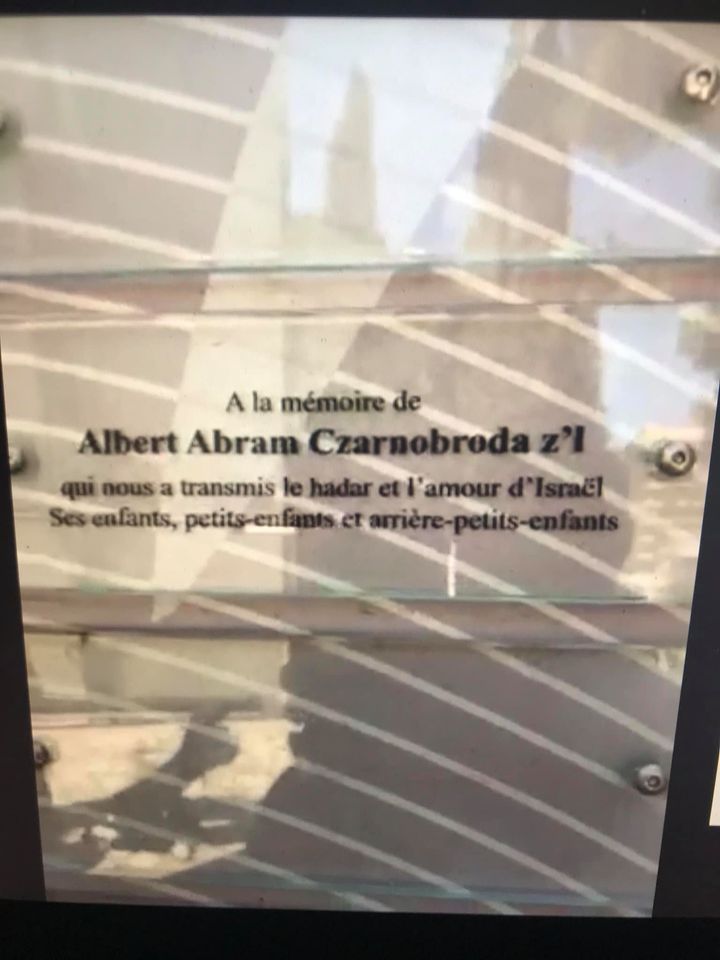 A la mémoire de
Albert Abram Czarnobroda z'l
qui nous a transmis le hadar et l'amour d'Israël
Ses enfants, petits-enfants et arrière-petits-enfants